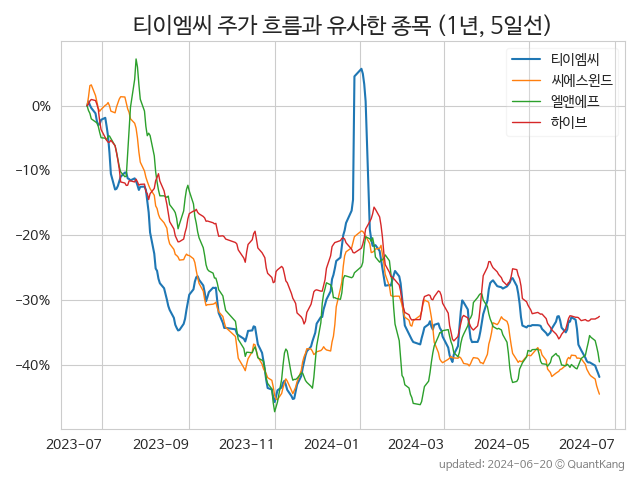 티이엠씨 주가 흐름과 유사한 종목 (1년, 5일선)
티이엠씨
씨에스윈드
엘앤에프
하이브
0%
-10%
-20%
-30%
-40%
2023-07 2023-09 2023-11 2024-01 2024-03 2024-05 2024-07
updated: 2024-06-20 © QuantKang